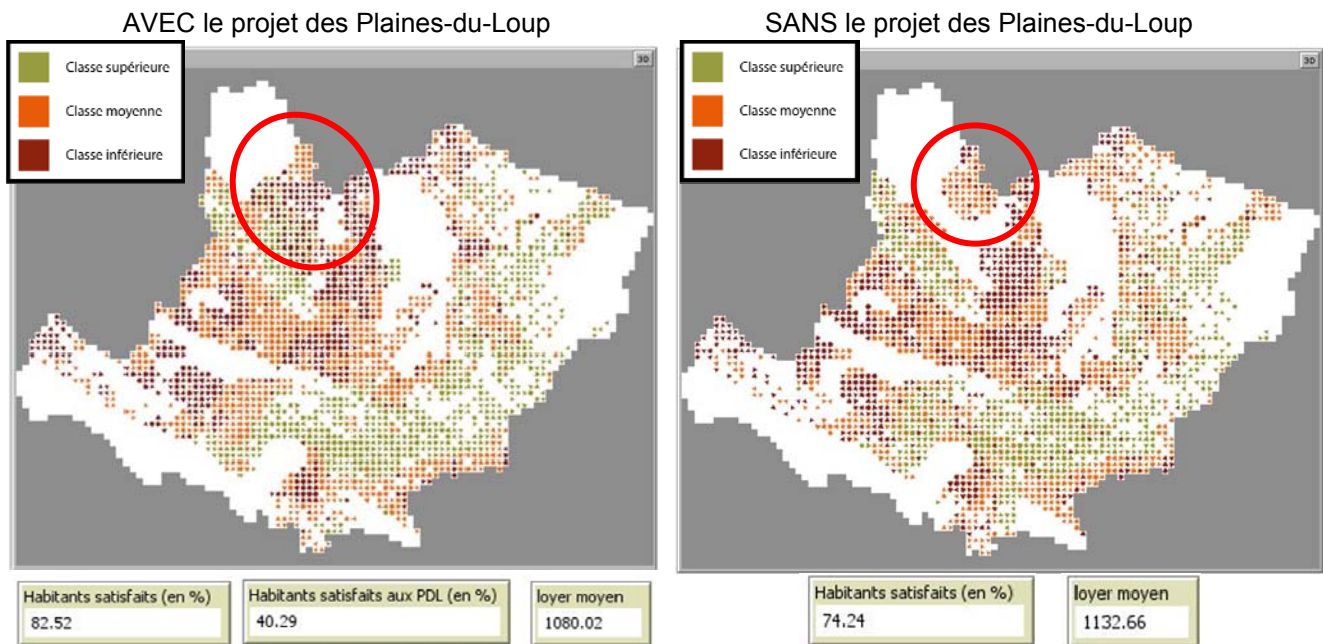 AVEC le projet des Plaines-du-Loup
Classe supérieure
Classe moyenne
Classe inférieure
3D
Habitants satisfaits (en %)
82.52
Habitants satisfaits aux PDL (en %)
40.29
loyer moyen
1080.02
SANS le projet des Plaines-du-Loup
Classe supérieure
Classe moyenne
Classe inférieure
3D
Habitants satisfaits (en %)
74.24
loyer moyen
1132.66